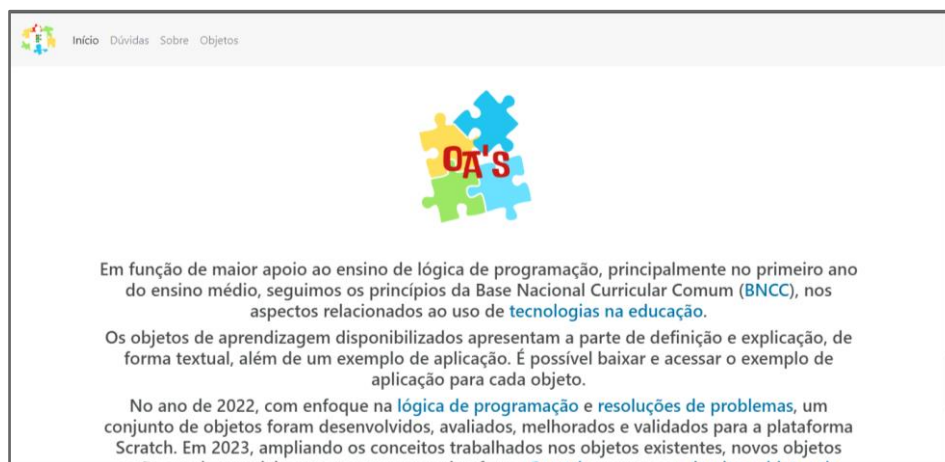 IF
Início Dúvidas Sobre Objetos
OA'S
Em função de maior apoio ao ensino de lógica de programação, principalmente no primeiro ano
do ensino médio, seguimos os princípios da Base Nacional Curricular Comum (BNCC), nos
aspectos relacionados ao uso de tecnologias na educação.
Os objetos de aprendizagem disponibilizados apresentam a parte de definição e explicação, de
forma textual, além de um exemplo de aplicação. É possível baixar e acessar o exemplo de
aplicação para cada objeto.
No ano de 2022, com enfoque na lógica de programação e resoluções de problemas, um
conjunto de objetos foram desenvolvidos, avaliados, melhorados e validados para a plataforma
Scratch. Em 2023, ampliando os conceitos trabalhados nos objetos existentes, novos objetos